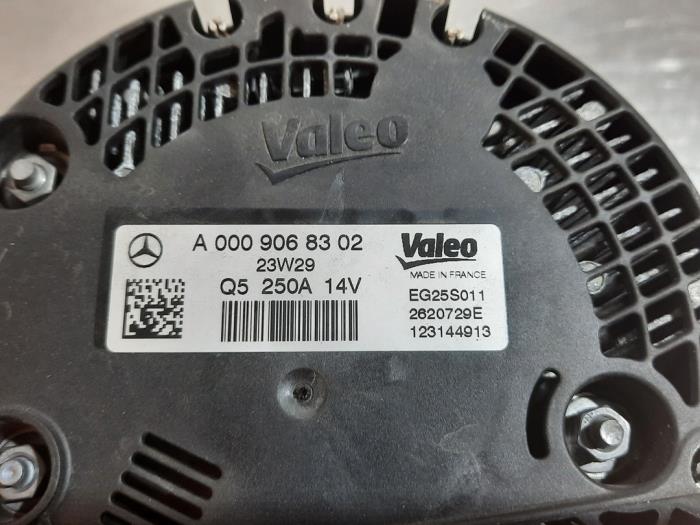 Valeo
A 000 906 83 02
23W29
Q5 250A 14V
Valeo
MADE IN FRANCE
EG25S011
2620729E
123144913